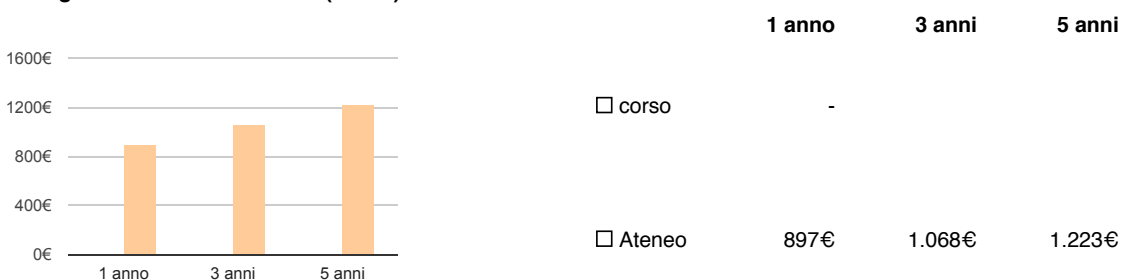 1 anno 3 anni 5 anni
1600€
1200€
800€
400€
0€
1 anno 3 anni 5 anni
corso -
Ateneo 897€ 1.068€ 1.223€